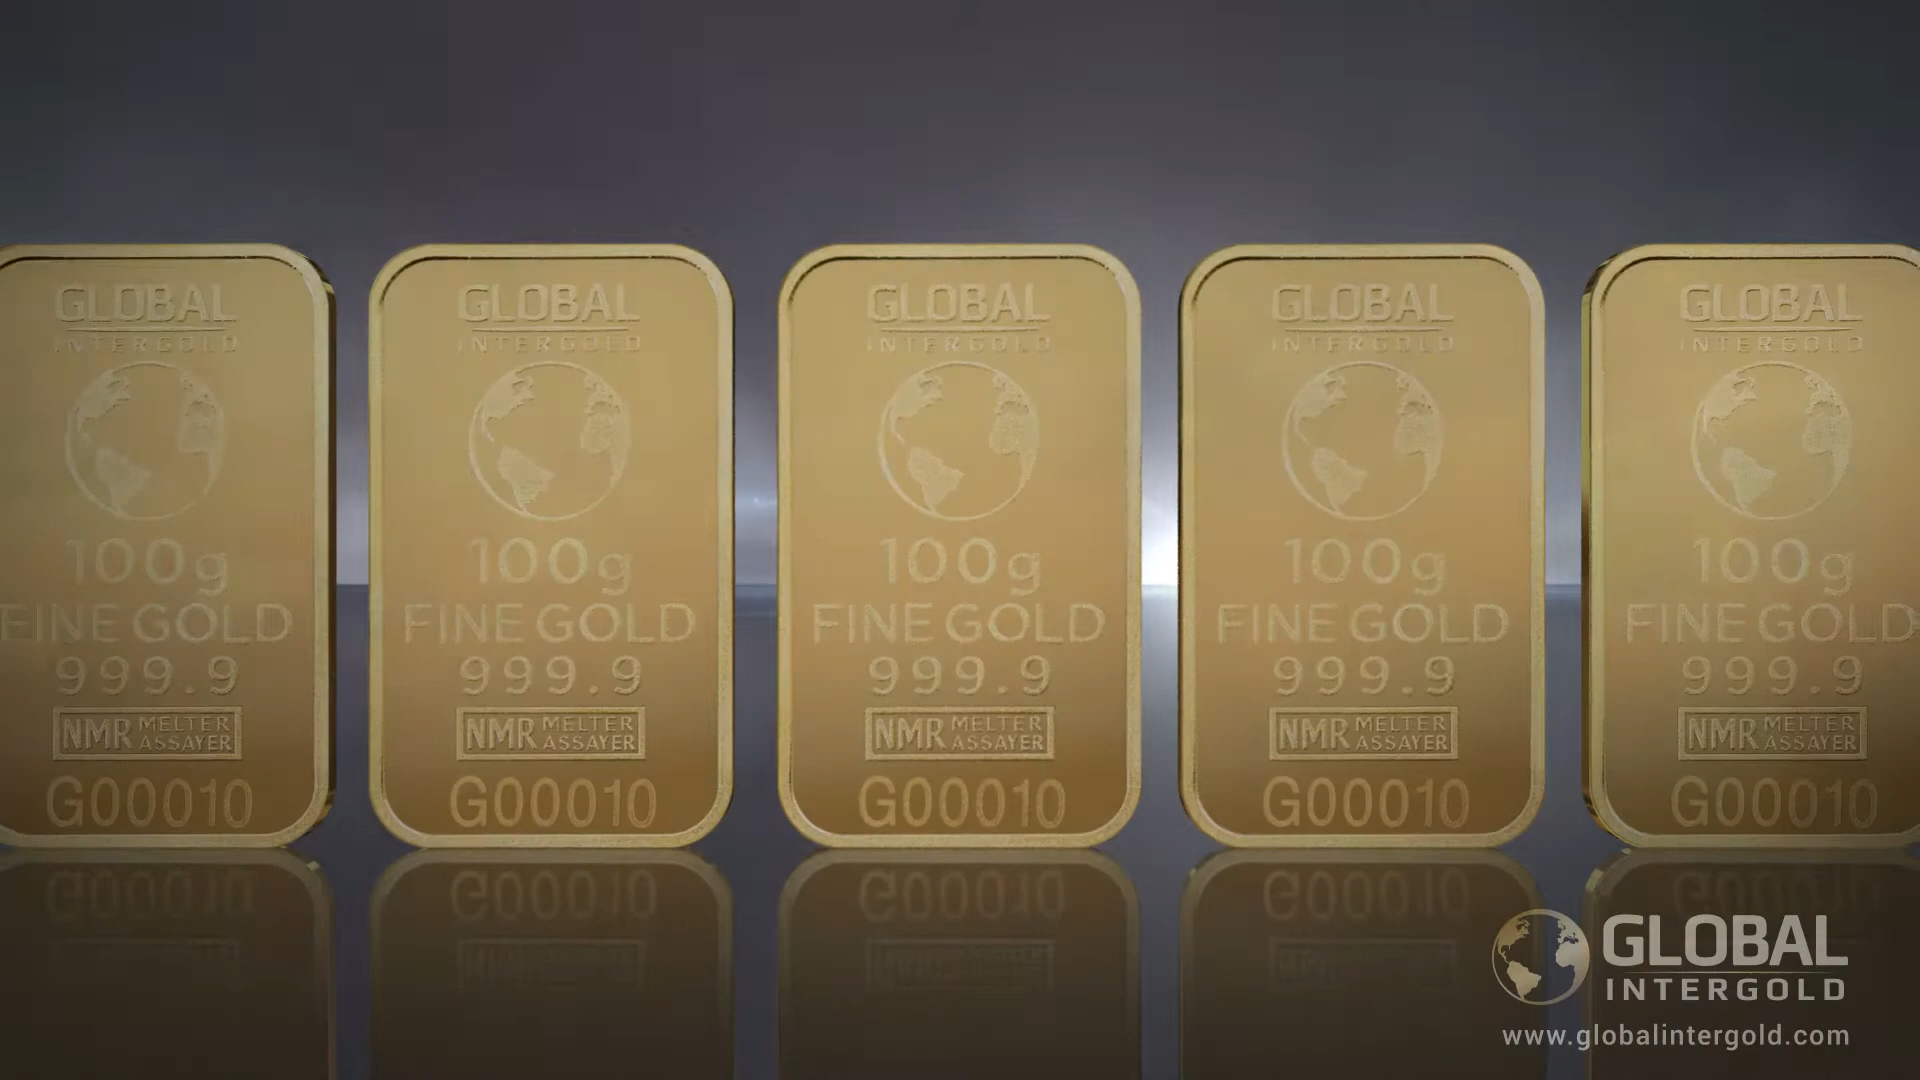 GLOBAL
INTERGOLD
100g
FINE GOLD
999.9
NMR MELTER
ASSAYER
G00010
GLOBAL
INTERGOLD
100g
FINE GOLD
999.9
NMR MELTER
ASSAYER
G00010
GLOBAL
INTERGOLD
100g
FINE GOLD
999.9
NMR MELTER
ASSAYER
G00010
GLOBAL
INTERGOLD
100g
FINE GOLD
999.9
NMR MELTER
ASSAYER
G00010
GLOBAL
INTERGOLD
100g
FINE GOLD
999.9
NMR MELTER
ASSAYER
G00010
GLOBAL
INTERGOLD
www.globalintergold.com